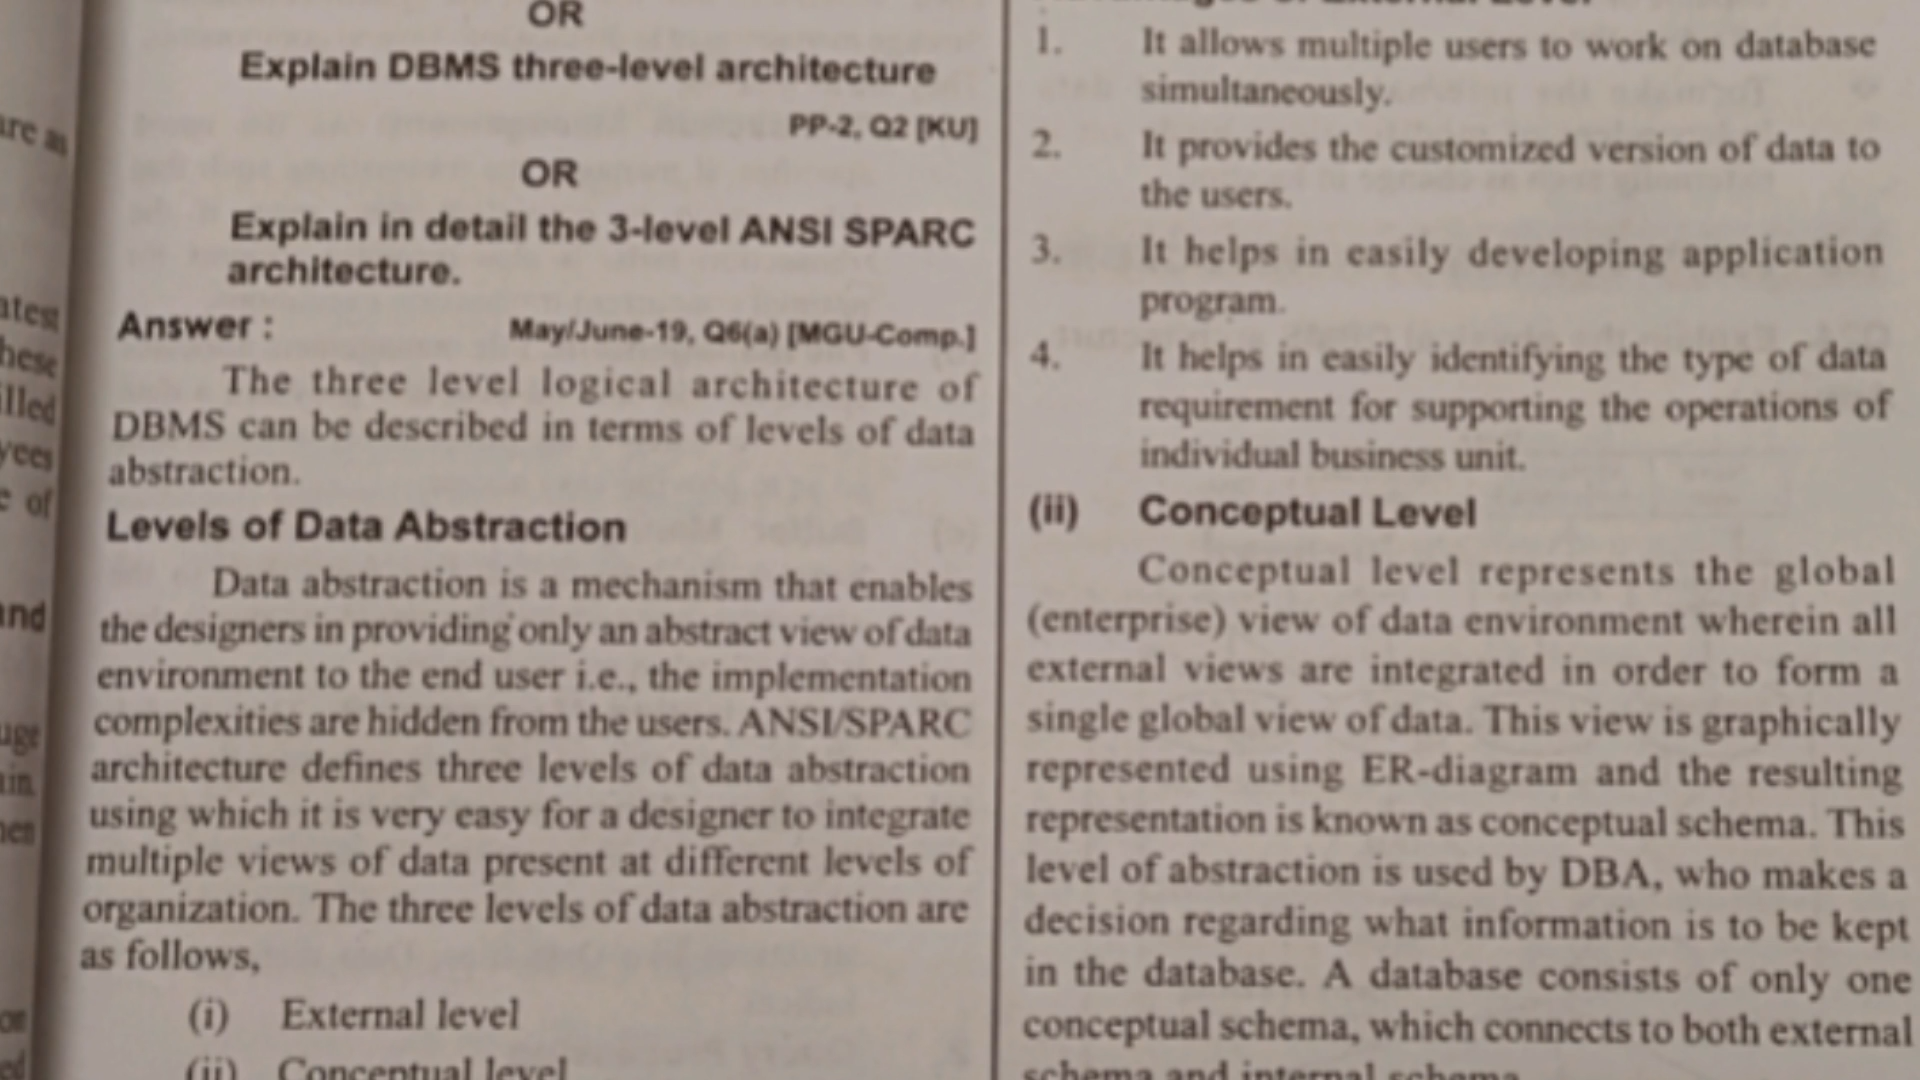 OR
Explain DBMS three-level architecture
PP-2, Q2 [KU]
OR
Explain in detail the 3-level ANSI SPARC
architecture.
Answer :
May/June-19, Q6(a) [MGU-Comp.]
The three level logical architecture of
DBMS can be described in terms of levels of data
abstraction.
Levels of Data Abstraction
Data abstraction is a mechanism that enables
the designers in providing only an abstract view of data
environment to the end user i.e., the implementation
complexities are hidden from the users. ANSI/SPARC
architecture defines three levels of data abstraction
using which it is very easy for a designer to integrate
multiple views of data present at different levels of
organization. The three levels of data abstraction are
as follows,
(i) External level
(ii) Conceptual level
1. It allows multiple users to work on database
simultaneously.
2. It provides the customized version of data to
the users.
3. It helps in easily developing application
program.
4. It helps in easily identifying the type of data
requirement for supporting the operations of
individual business unit.
(ii) Conceptual Level
Conceptual level represents the global
(enterprise) view of data environment wherein all
external views are integrated in order to form a
single global view of data. This view is graphically
represented using ER-diagram and the resulting
representation is known as conceptual schema. This
level of abstraction is used by DBA, who makes a
decision regarding what information is to be kept
in the database. A database consists of only one
conceptual schema, which connects to both external
schema and internal schema.